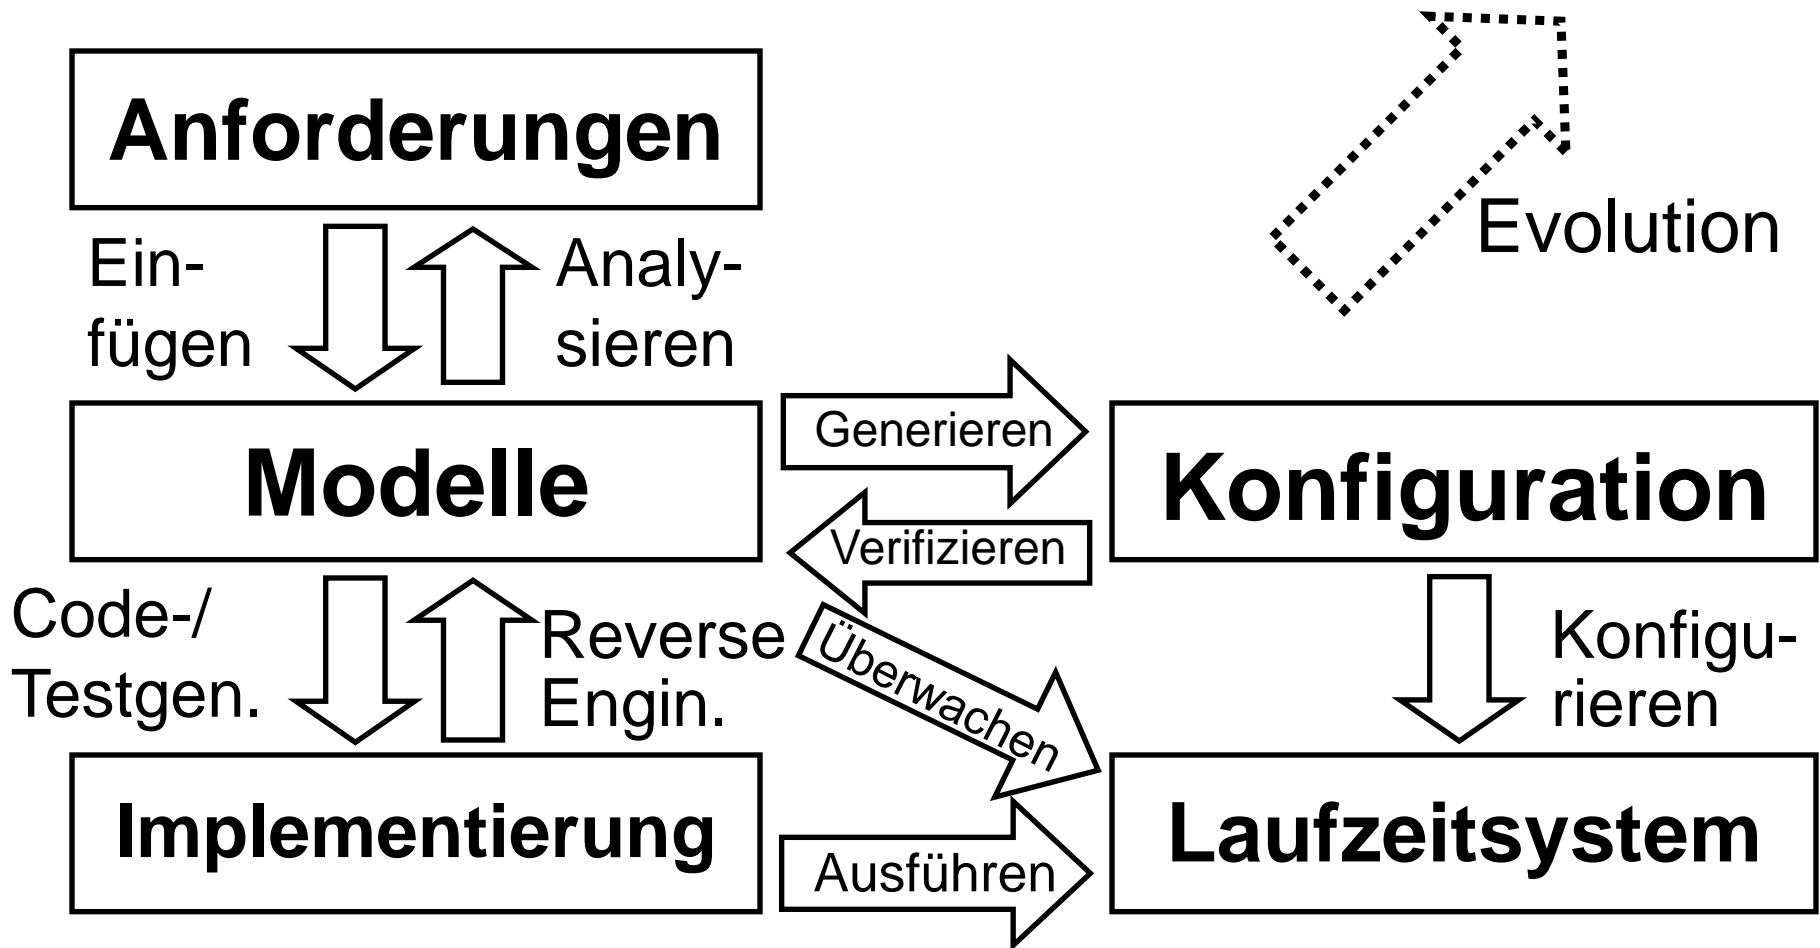 Anforderungen
Evolution
Ein-
fügen
Analy-
sieren
Modelle
Generieren
Verifizieren
Konfiguration
Code-/
Testgen.
Reverse
Engin.
Überwachen
Konfigu-
rieren
Implementierung
Ausführen
Laufzeitsystem